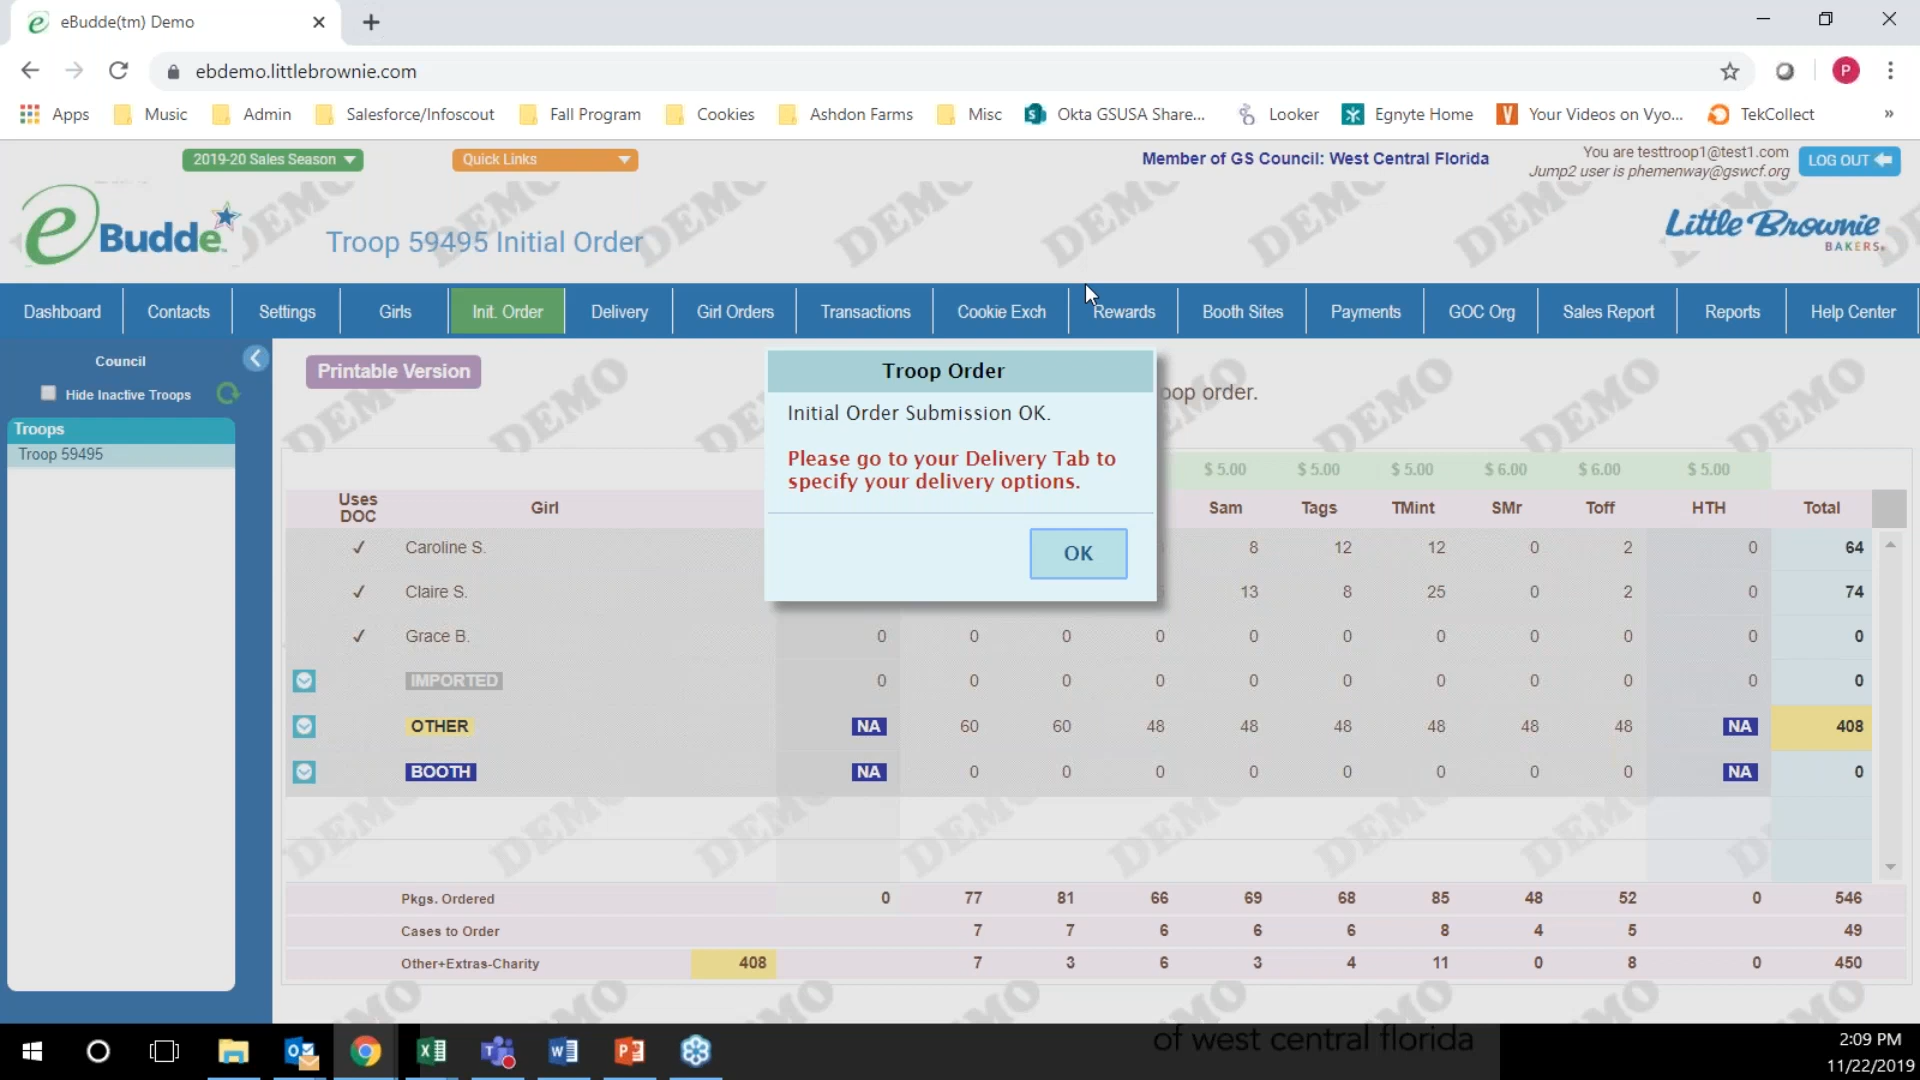 eBudde(tm) Demo
ebdemo.littlebrownie.com
P
Apps Music Admin Salesforce/Infoscout Fall Program Cookies Ashdon Farms Misc Okta GSUSA Share... Looker Egnyte Home Your Videos on Vyo... TekCollect »
2019-20 Sales Season Quick Links Member of GS Council: West Central Florida You are testtroop1@test1.com LOG OUT
Jump2 user is phemenway@gswcf.org
eBudde Troop 59495 Initial Order Little Brownie
BAKERS
DEMO DEMO DEMO DEMO DEMO DEMO DEMO
Dashboard Contacts Settings Girls Init. Order Delivery Girl Orders Transactions Cookie Exch Rewards Booth Sites Payments GOC Org Sales Report Reports Help Center
Council
Hide Inactive Troops
Troops
Troop 59495
Printable Version
oop order.
Troop Order
Initial Order Submission OK.
Please go to your Delivery Tab to
specify your delivery options.
OK
$ 5.00 $ 5.00 $ 5.00 $ 6.00 $ 6.00 $ 5.00
Uses
DOC Girl Sam Tags TMint SMr Toff HTH Total
✓ Caroline S. 8 12 12 0 2 0 64
✓ Claire S. 13 8 25 0 2 0 74
✓ Grace B. 0 0 0 0 0 0 0 0 0 0 0
IMPORTED 0 0 0 0 0 0 0 0 0 0 0
OTHER NA 60 60 48 48 48 48 48 48 NA 408
BOOTH NA 0 0 0 0 0 0 0 0 NA 0
Pkgs. Ordered 0 77 81 66 69 68 85 48 52 0 546
Cases to Order 7 7 6 6 6 8 4 5 49
Other+Extras-Charity 408 7 3 6 3 4 11 0 8 0 450
of west central florida
2:09 PM
11/22/2019